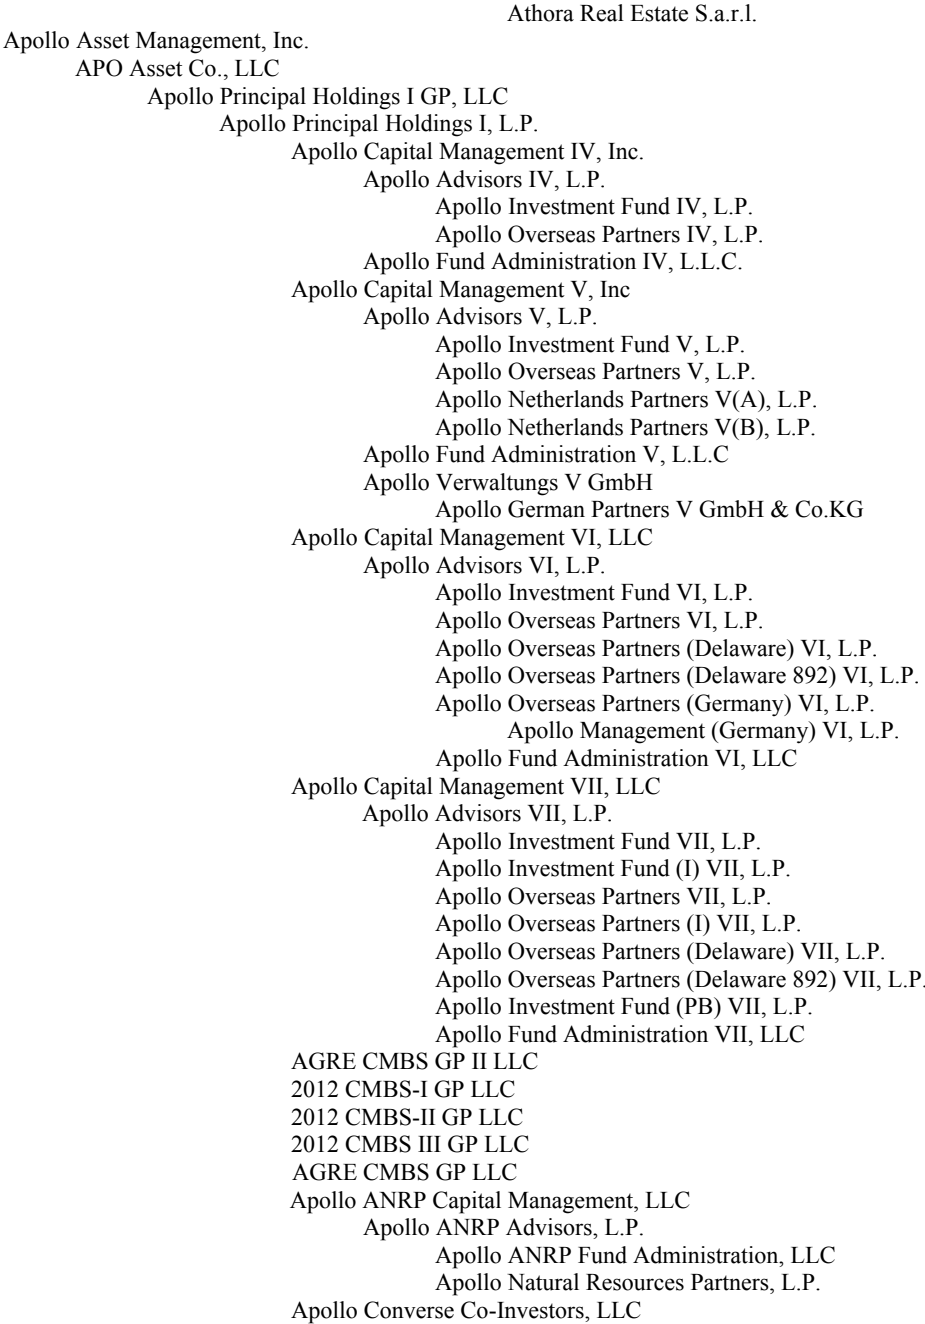 Athora Real Estate S.a.r.l.
Apollo Asset Management, Inc.
APO Asset Co., LLC
Apollo Principal Holdings I GP, LLC
Apollo Principal Holdings I, L.P.
Apollo Capital Management IV, Inc.
Apollo Advisors IV, L.P.
Apollo Investment Fund IV, L.P.
Apollo Overseas Partners IV, L.P.
Apollo Fund Administration IV, L.L.C.
Apollo Capital Management V, Inc
Apollo Advisors V, L.P.
Apollo Investment Fund V, L.P.
Apollo Overseas Partners V, L.P.
Apollo Netherlands Partners V(A), L.P.
Apollo Netherlands Partners V(B), L.P.
Apollo Fund Administration V, L.L.C
Apollo Verwaltungs V GmbH
Apollo German Partners V GmbH & Co.KG
Apollo Capital Management VI, LLC
Apollo Advisors VI, L.P.
Apollo Investment Fund VI, L.P.
Apollo Overseas Partners VI, L.P.
Apollo Overseas Partners (Delaware) VI, L.P.
Apollo Overseas Partners (Delaware 892) VI, L.P.
Apollo Overseas Partners (Germany) VI, L.P.
Apollo Management (Germany) VI, L.P.
Apollo Fund Administration VI, LLC
Apollo Capital Management VII, LLC
Apollo Advisors VII, L.P.
Apollo Investment Fund VII, L.P.
Apollo Investment Fund (I) VII, L.P.
Apollo Overseas Partners VII, L.P.
Apollo Overseas Partners (I) VII, L.P.
Apollo Overseas Partners (Delaware) VII, L.P.
Apollo Overseas Partners (Delaware 892) VII, L.P.
Apollo Investment Fund (PB) VII, L.P.
Apollo Fund Administration VII, LLC
AGRE CMBS GP II LLC
2012 CMBS-I GP LLC
2012 CMBS-II GP LLC
2012 CMBS III GP LLC
AGRE CMBS GP LLC
Apollo ANRP Capital Management, LLC
Apollo ANRP Advisors, L.P.
Apollo ANRP Fund Administration, LLC
Apollo Natural Resources Partners, L.P.
Apollo Converse Co-Investors, LLC